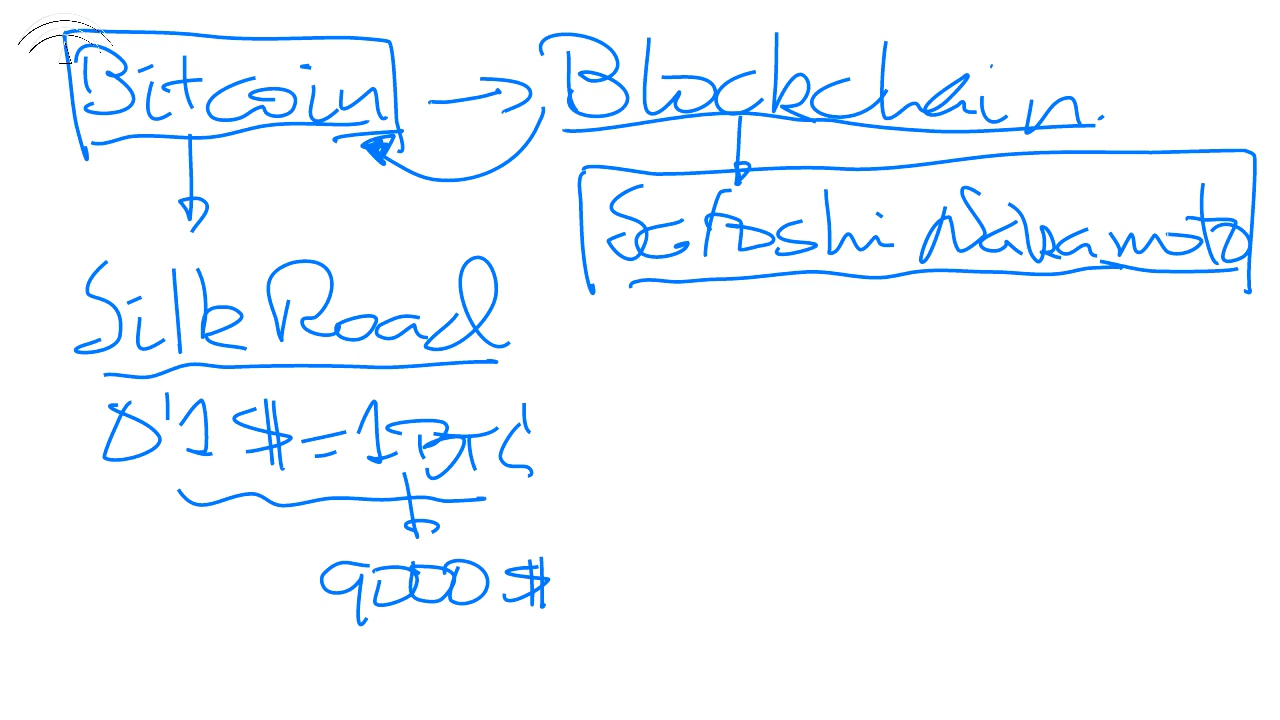 Bitcoin → Blockchain.
Satoshi Nakamoto
Silk Road
0'1 $ = 1 BTC
9000 $